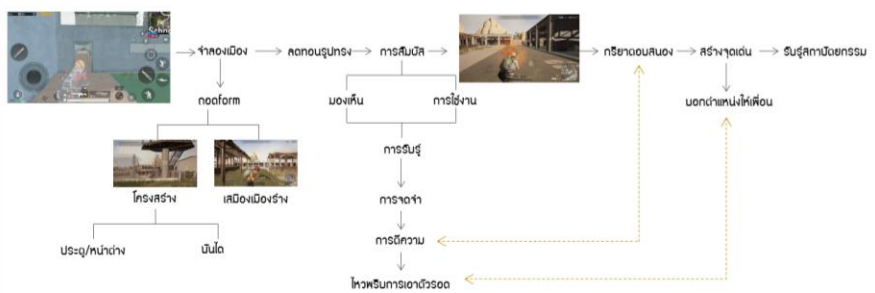 จำลองเมือง
ลดทอนรูปทรง
การสัมผัส
กริยาตอบสนอง
สร้างจุดเด่น
รับรู้สถาปัตยกรรม
ถอดform
มองเห็น
การใช้งาน
บอกตำแหน่งให้เพื่อน
การรับรู้
โครงสร้าง
เสมือนเมืองร้าง
การจดจำ
ประตู/หน้าต่าง
บันได
การตีความ
ไหวพริบการเอาตัวรอด